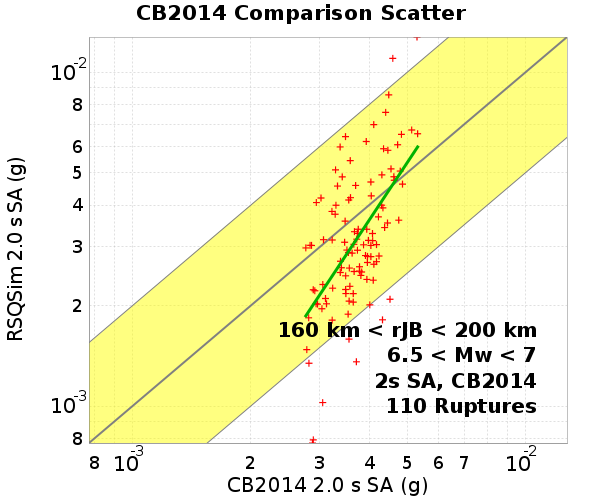 CB2014 Comparison Scatter
RSQSim 2.0 s SA (g)
10-2
8
6
5
4
3
2
10-3
8
160 km < rJB < 200 km
6.5 < Mw < 7
2s SA, CB2014
110 Ruptures
8 10-3 2 3 4 5 6 7 8 10-2
CB2014 2.0 s SA (g)